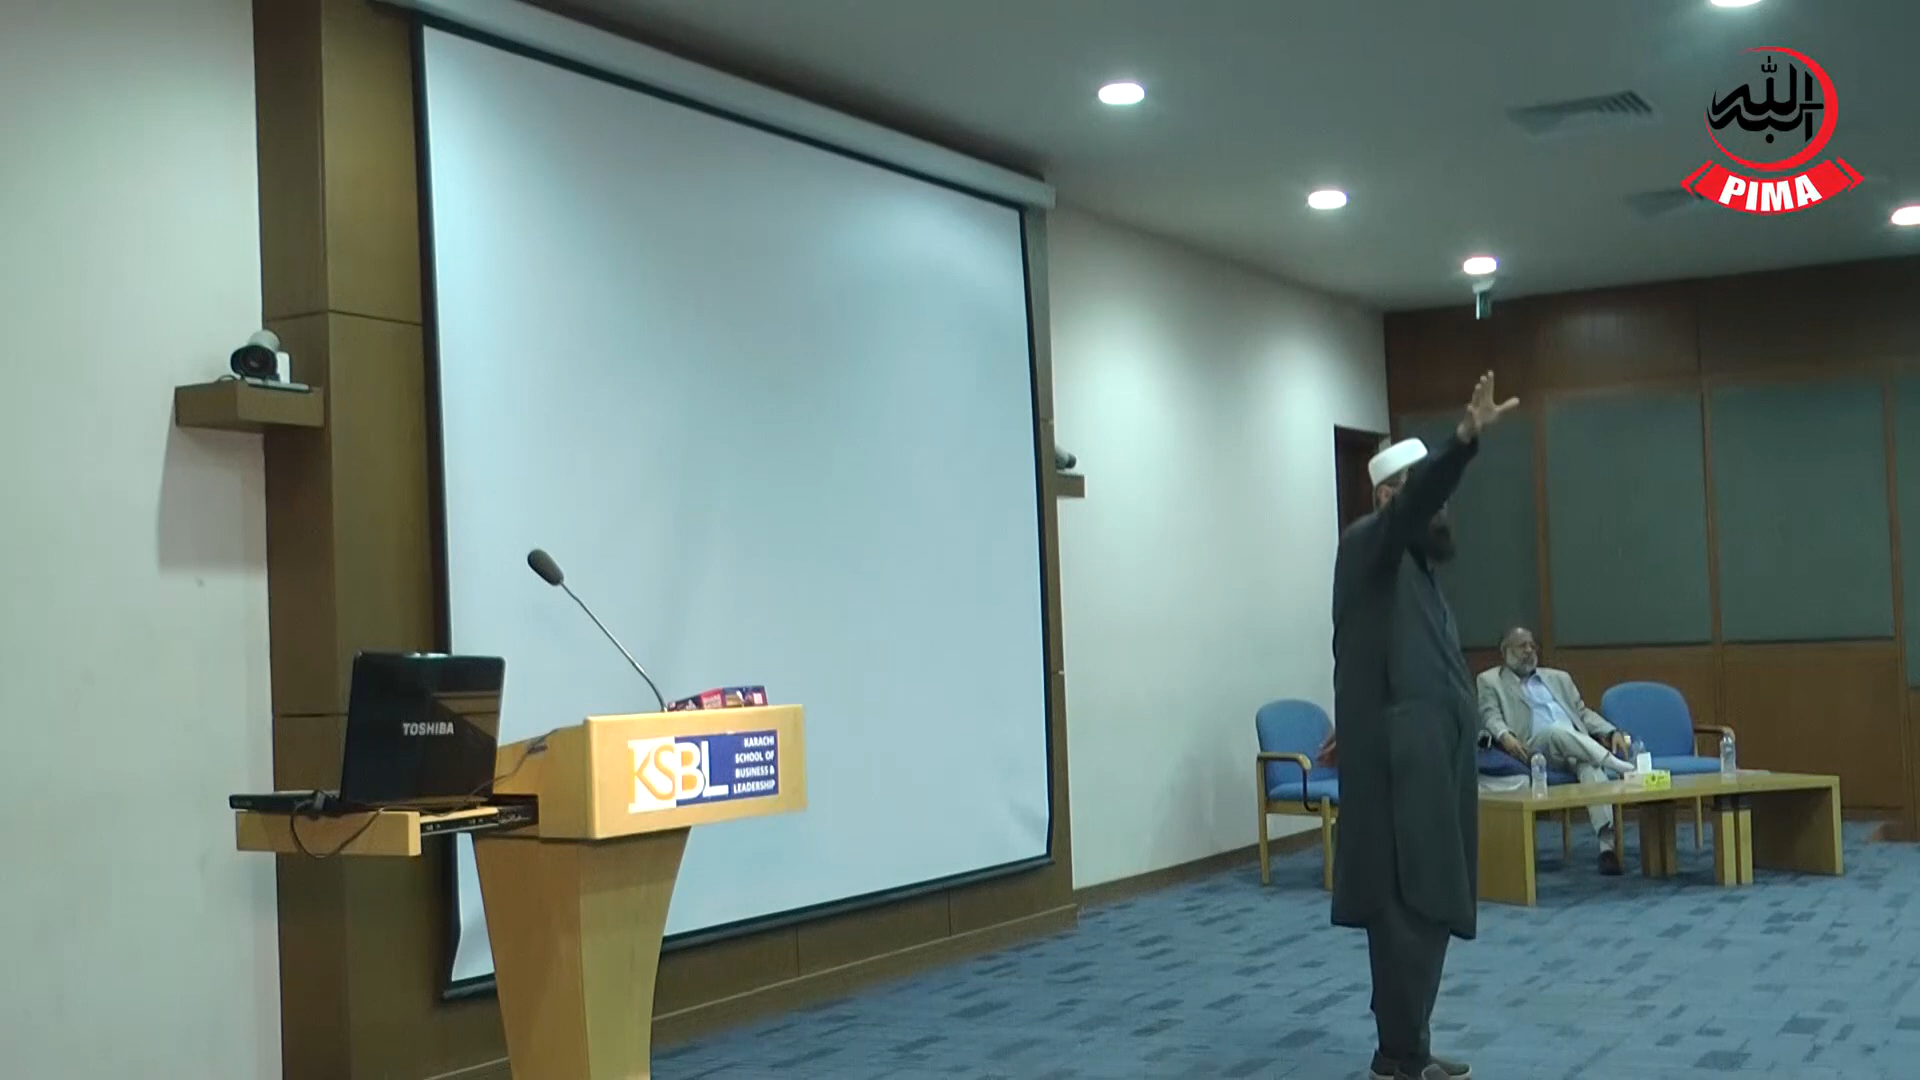 PIMA
TOSHIBA
KSBL
KARACHI
SCHOOL OF
BUSINESS &
LEADERSHIP